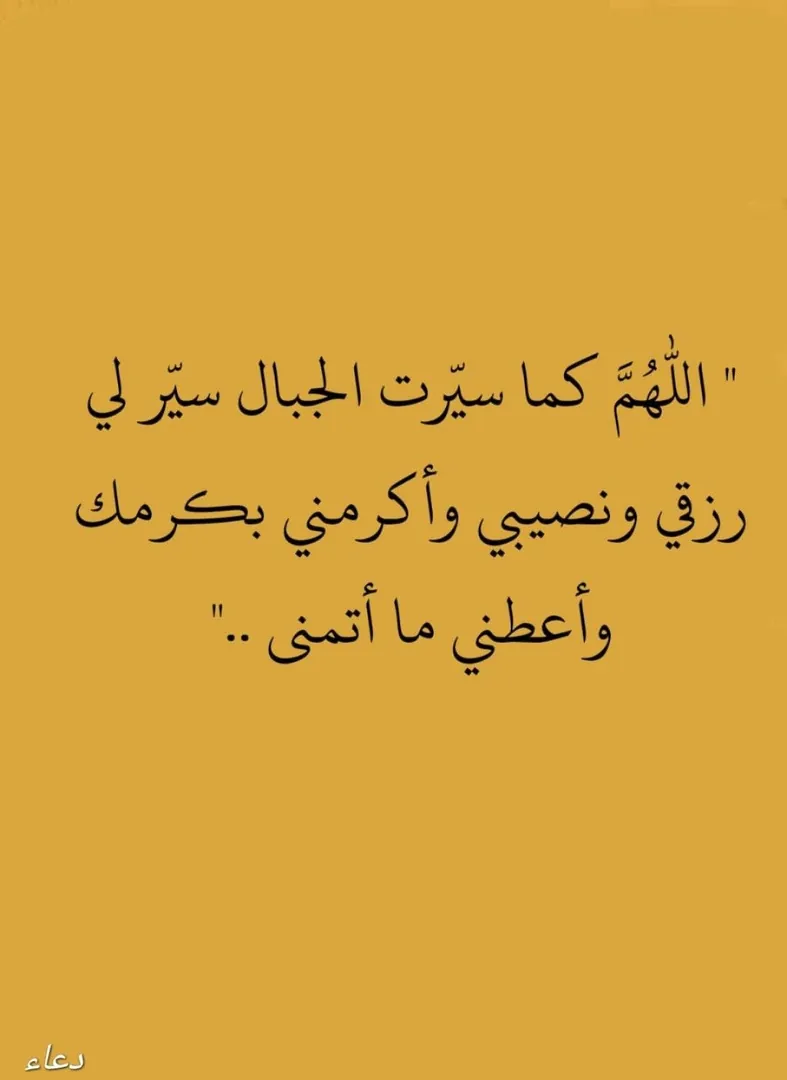 " اللّٰهُمَّ كما سيّرت الجبال سيّر لي
رزقي ونصيبي وأكرمني بكرمك
وأعطني ما أتمنى .."
دعاء